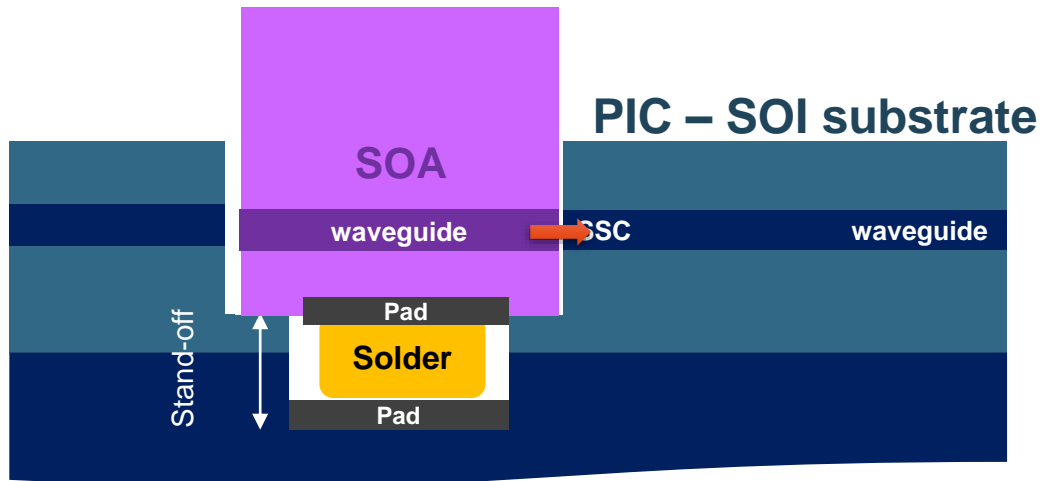 PIC – SOI substrate
SOA
waveguide
SSC
waveguide
Pad
Stand-off
Solder
Pad